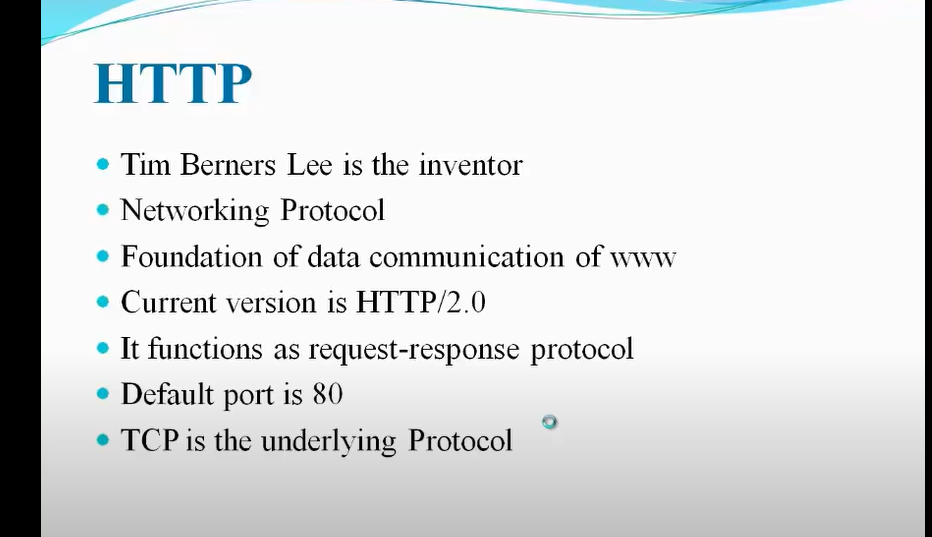 HTTP
Tim Berners Lee is the inventor
Networking Protocol
Foundation of data communication of www
Current version is HTTP/2.0
It functions as request-response protocol
Default port is 80
TCP is the underlying Protocol